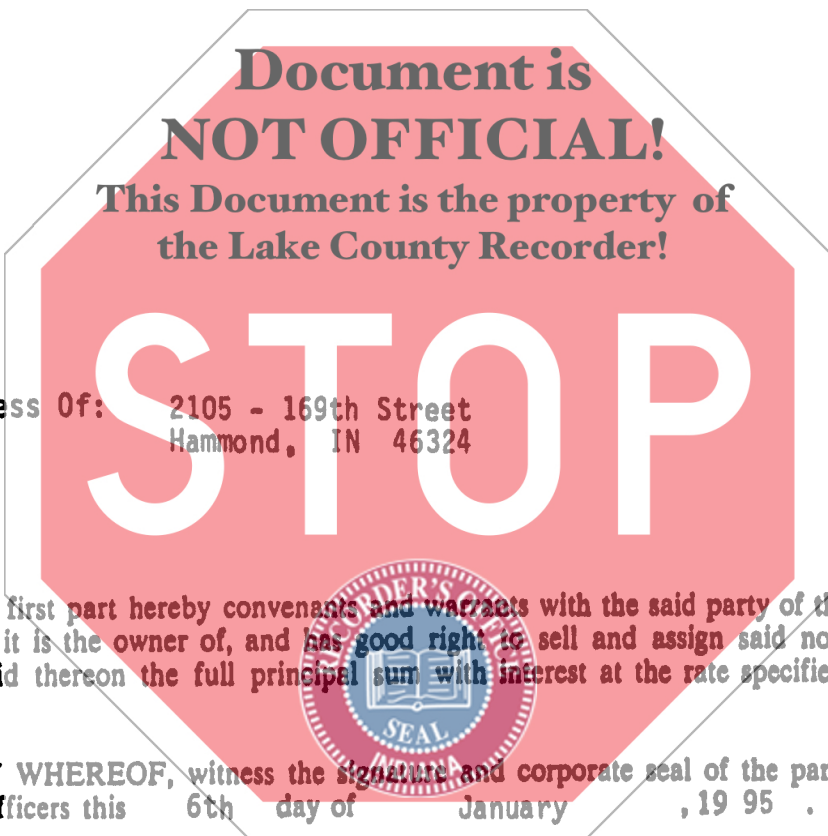 Document is
NOT OFFICIAL!
This Document is the property of
the Lake County Recorder!
STOP
ess Of: 2105 - 169th Street
Hammond, IN 46324
first part hereby convenants and warrants with the said party of th
it is the owner of, and has good right to sell and assign said no
id thereon the full principal sum with interest at the rate specifie
RECORDER'S OFFICE
SEAL
INDIANA
WHEREOF, witness the signature and corporate seal of the par
fficers this 6th day of January , 19 95 .